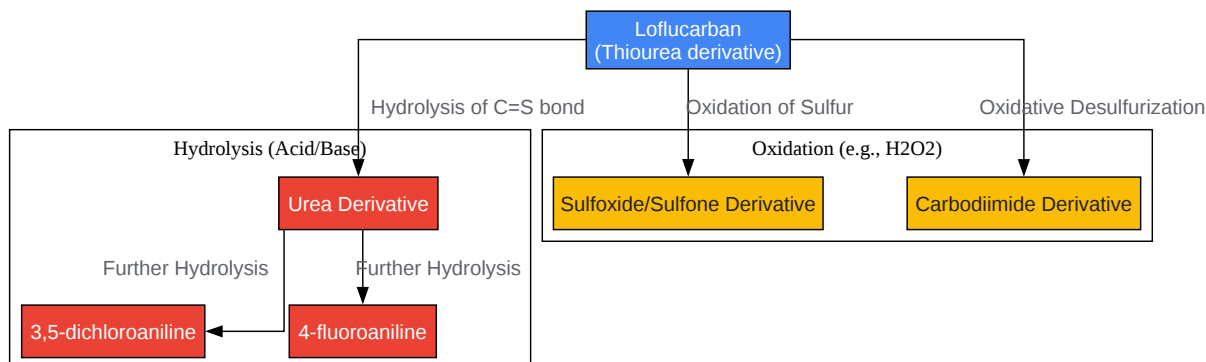 Loflucarban
(Thiourea derivative)
Hydrolysis of C=S bond
Oxidation of Sulfur
Oxidative Desulfurization
Hydrolysis (Acid/Base)
Oxidation (e.g., H2O2)
Urea Derivative
Sulfoxide/Sulfone Derivative
Carbodiimide Derivative
Further Hydrolysis
Further Hydrolysis
3,5-dichloroaniline
4-fluoroaniline